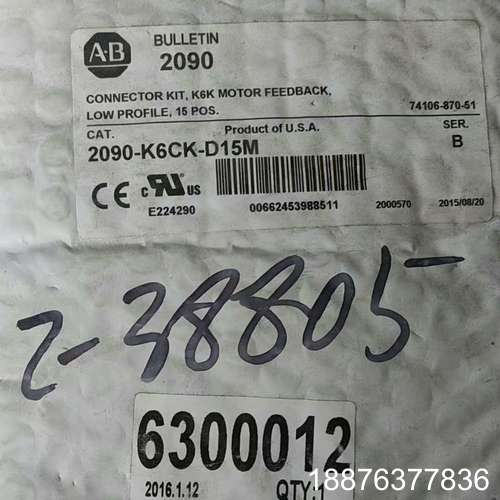 A-B
BULLETIN
2090
CONNECTOR KIT, K6K MOTOR FEEDBACK,
LOW PROFILE, 15 POS.
74106-870-51
CAT.
Product of U.S.A.
SER.
2090-K6CK-D15M
B
CE c UL US
E224290
00662453988511
2000570
2015/08/20
2-38805
6300012
2016.1.12
QTY:1
18876377836